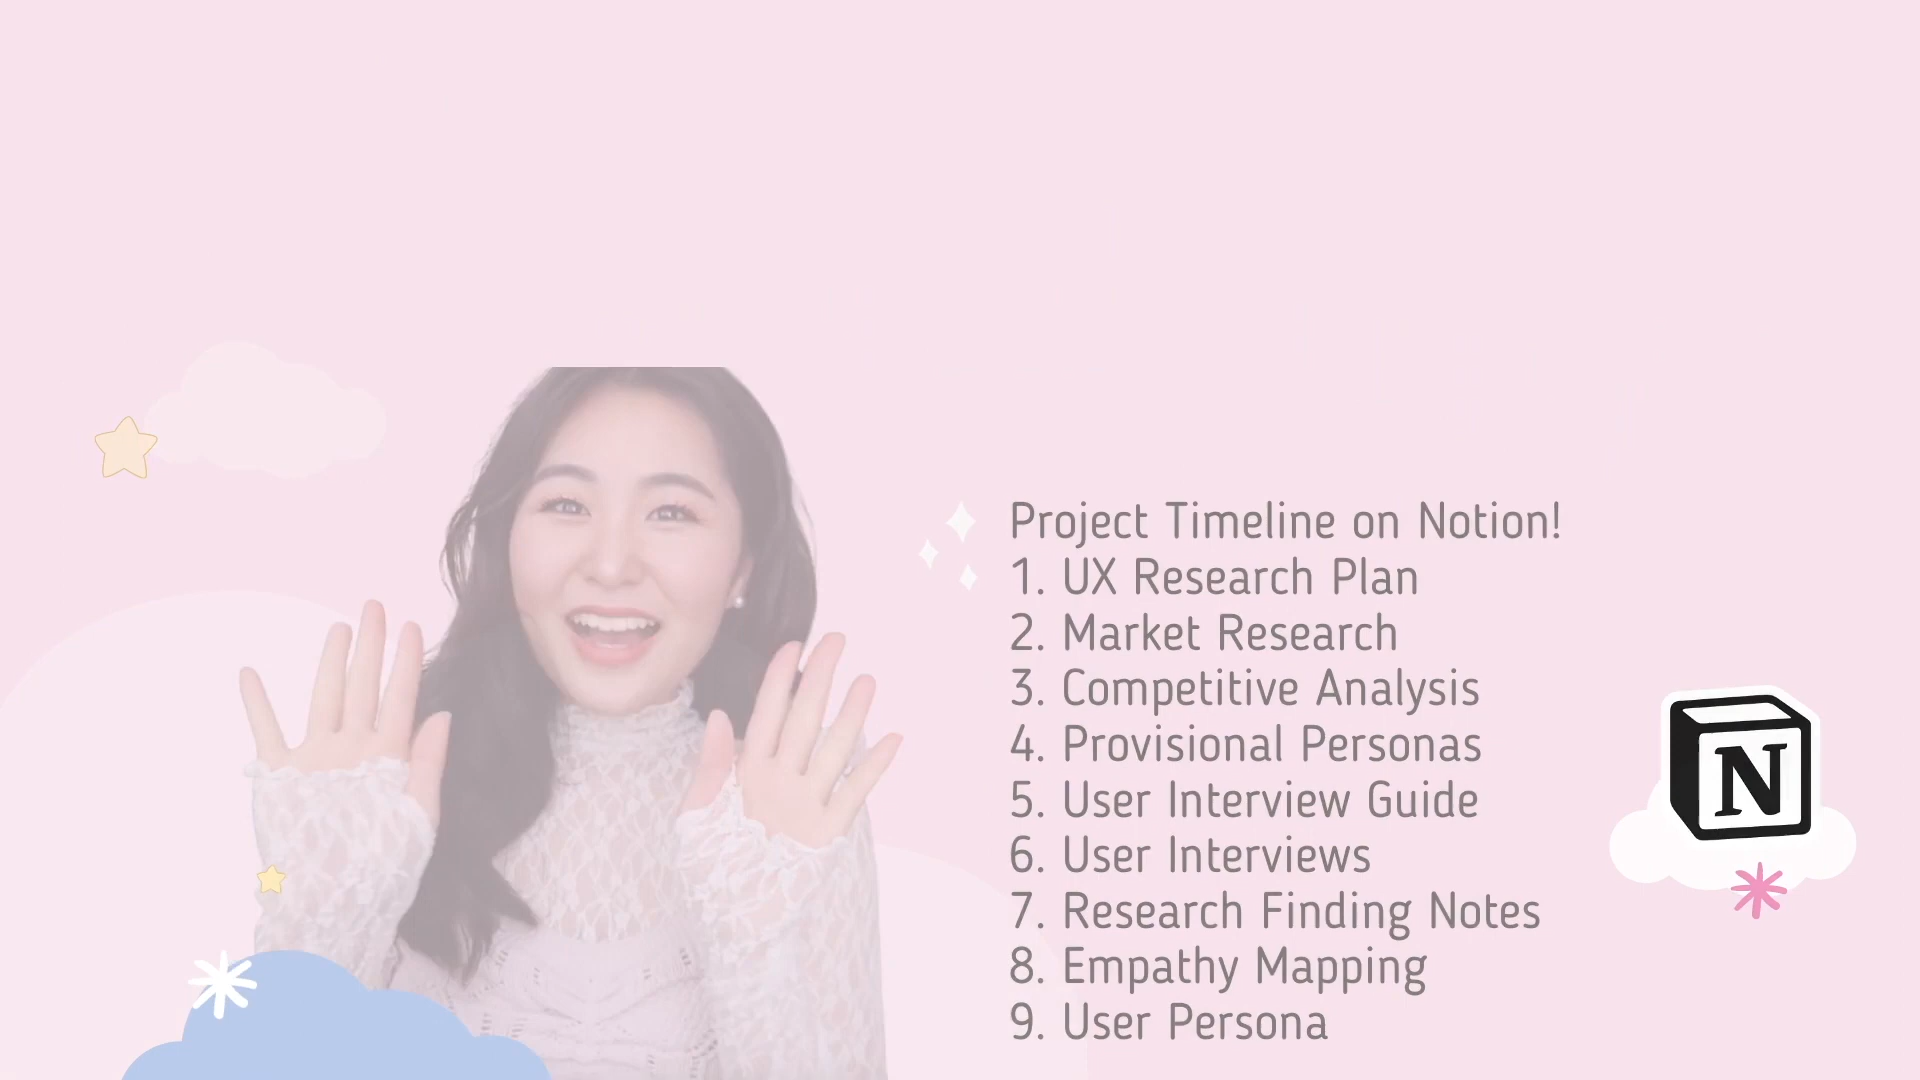 Project Timeline on Notion!
1. UX Research Plan
2. Market Research
3. Competitive Analysis
4. Provisional Personas
5. User Interview Guide
6. User Interviews
7. Research Finding Notes
8. Empathy Mapping
9. User Persona
N